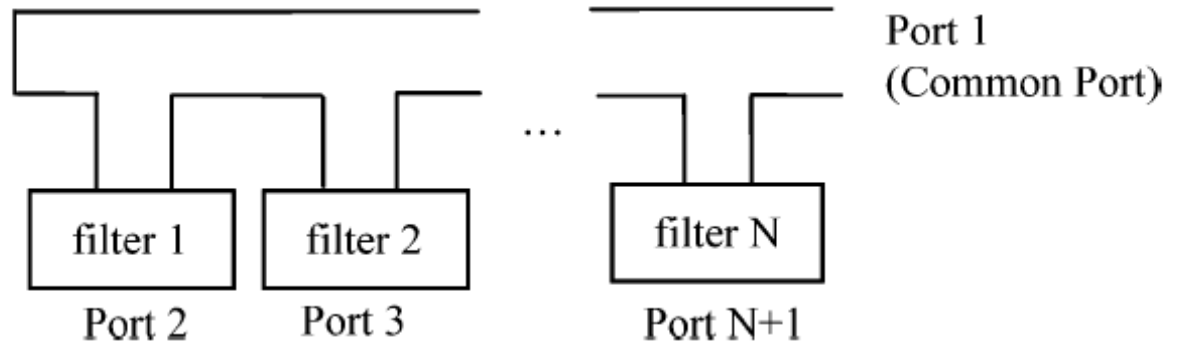 Port 1
(Common Port)
...
filter 1
filter 2
filter N
Port 2
Port 3
Port N+1